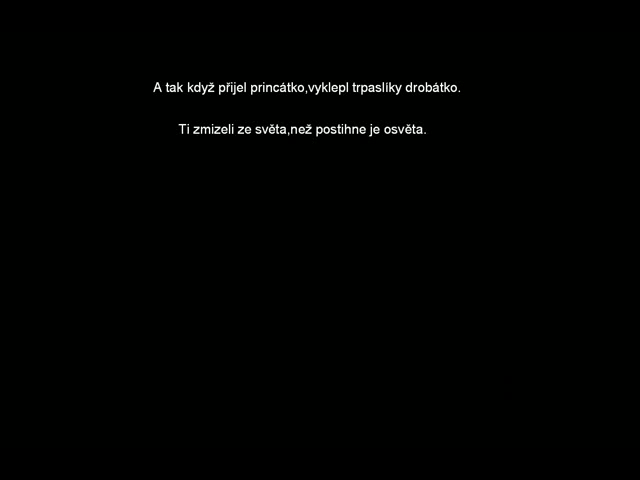 A tak když přijel princátko,vyklepl trpaslíky drobátko.
Ti zmizeli ze světa,než postihne je osvěta.